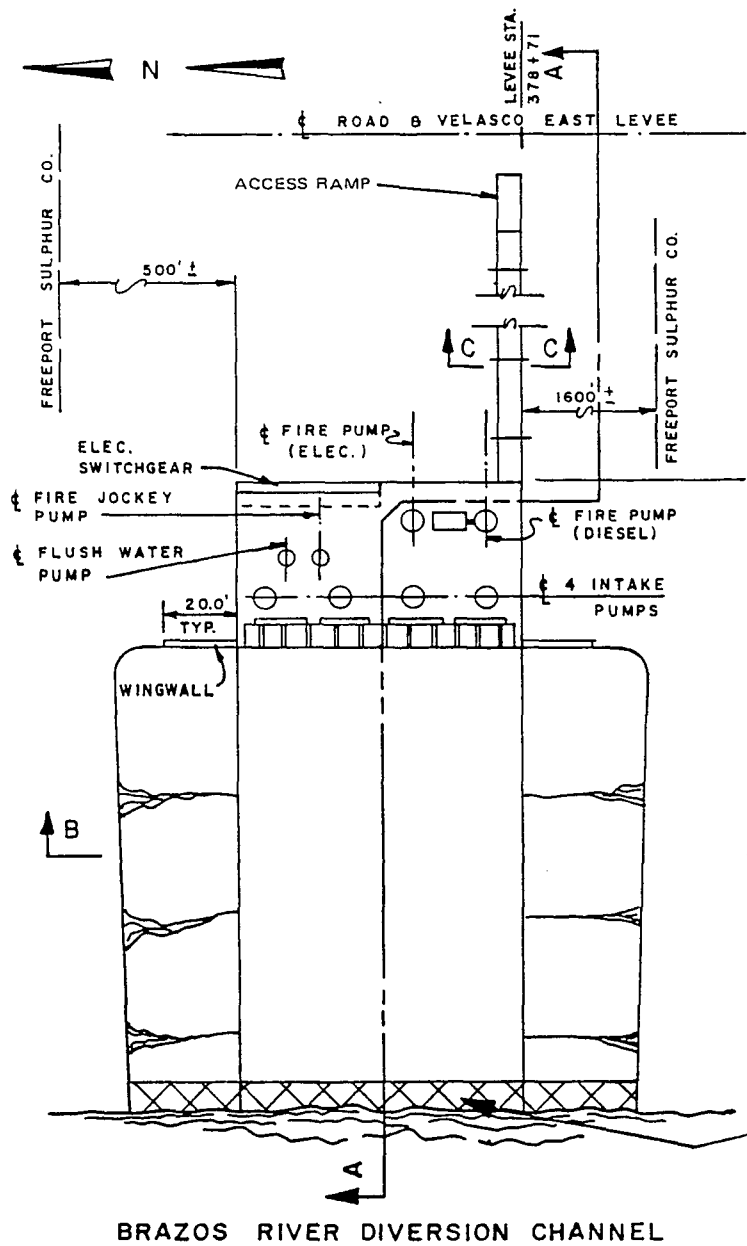 N
LEVEE STA.
378+71
A
℄ ROAD & VELASCO EAST LEVEE
FREEPORT SULPHUR CO.
ACCESS RAMP
500' ±
FREEPORT SULPHUR CO.
C C
1600' ±
℄ FIRE PUMP
(ELEC.)
ELEC.
SWITCHGEAR
℄ FIRE JOCKEY
PUMP
℄ FIRE PUMP
(DIESEL)
℄ FLUSH WATER
PUMP
℄ 4 INTAKE
PUMPS
20.0'
TYP.
WINGWALL
B
A
BRAZOS RIVER DIVERSION CHANNEL